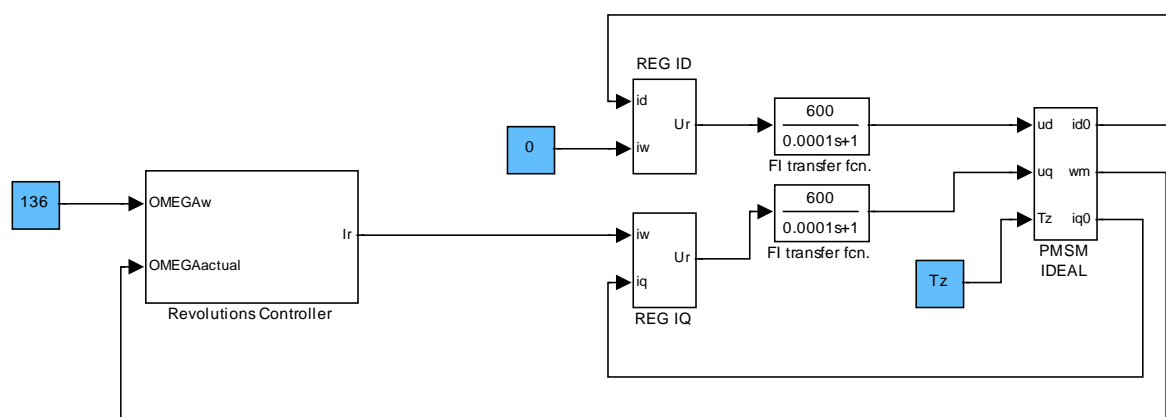 REG ID
id
iw
Ur
0
600
0.0001s+1
FI transfer fcn.
ud
uq
Tz
id0
wm
iq0
PMSM
IDEAL
136
OMEGAw
OMEGAactual
Ir
Revolutions Controller
iw
iq
Ur
REG IQ
600
0.0001s+1
FI transfer fcn.
Tz